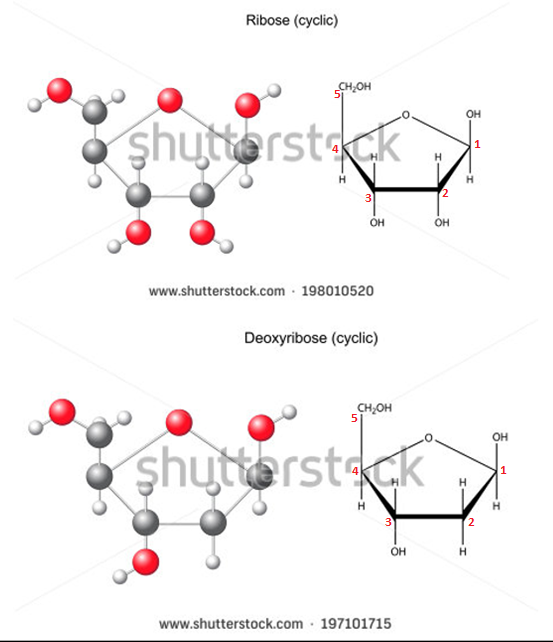 Ribose (cyclic)
5 CH₂OH
O
OH
shutterstock
4
1
H
H
H
H
3
2
OH
OH
www.shutterstock.com · 198010520
Deoxyribose (cyclic)
CH₂OH
5
O
OH
shutterstock
4
1
H
H
H
H
3
2
OH
H
www.shutterstock.com · 197101715